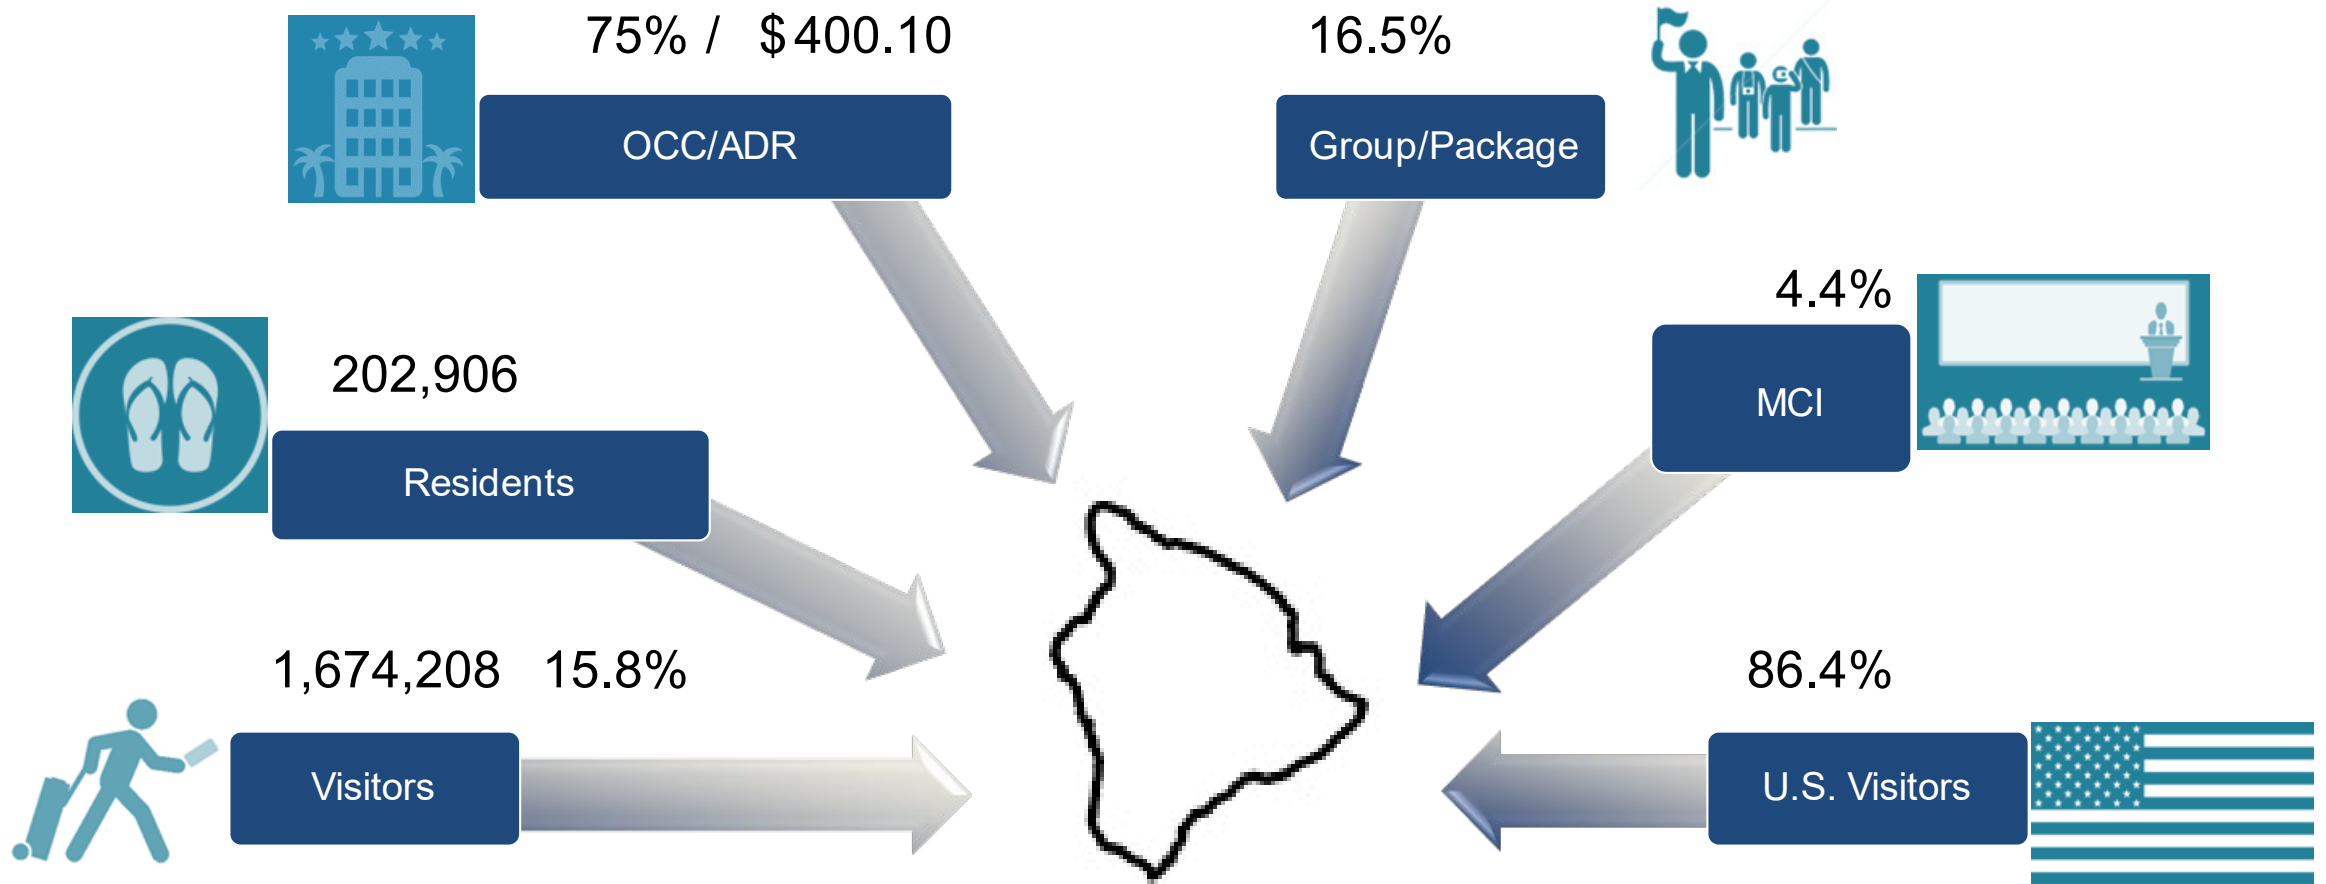 75% / $400.10
OCC/ADR
16.5%
Group/Package
4.4%
MCI
202,906
Residents
1,674,208 15.8%
Visitors
86.4%
U.S. Visitors